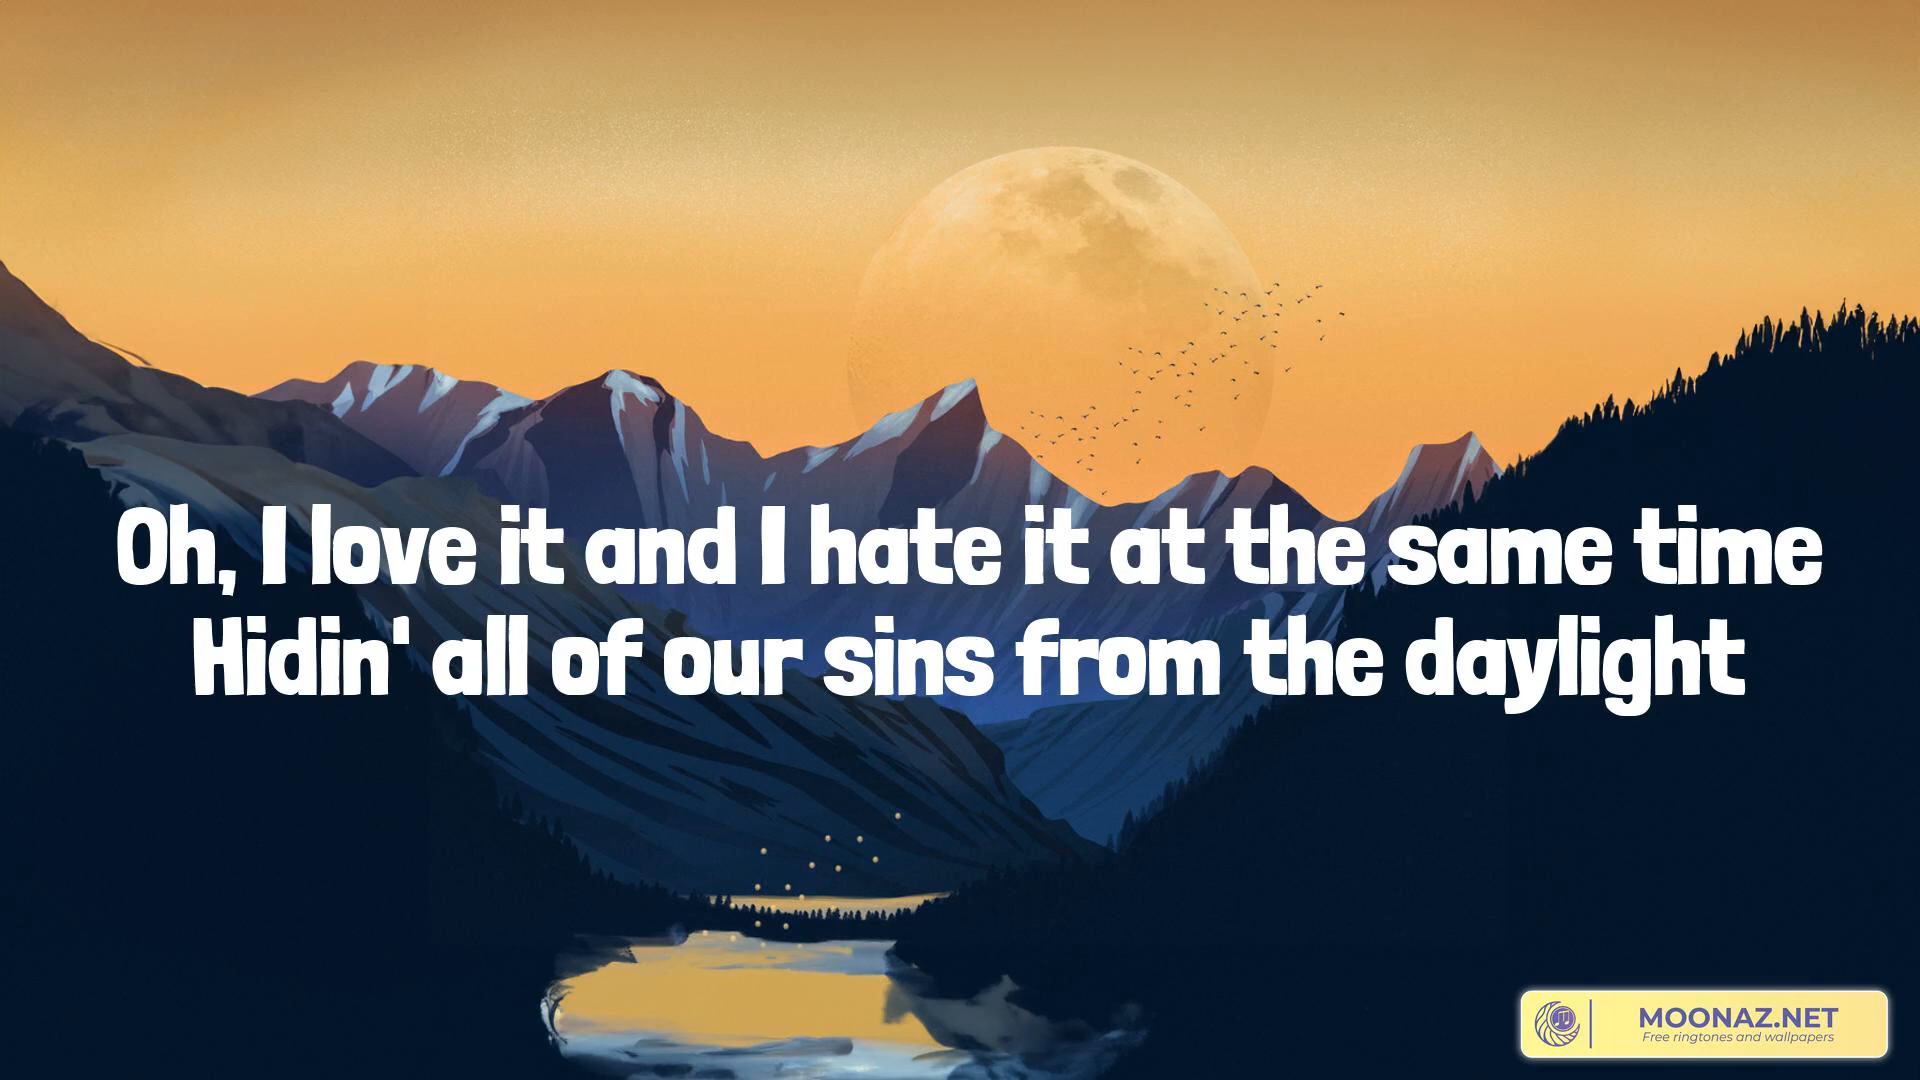 Oh, I love it and I hate it at the same time
Hidin' all of our sins from the daylight
MOONAZ.NET
Free ringtones and wallpapers